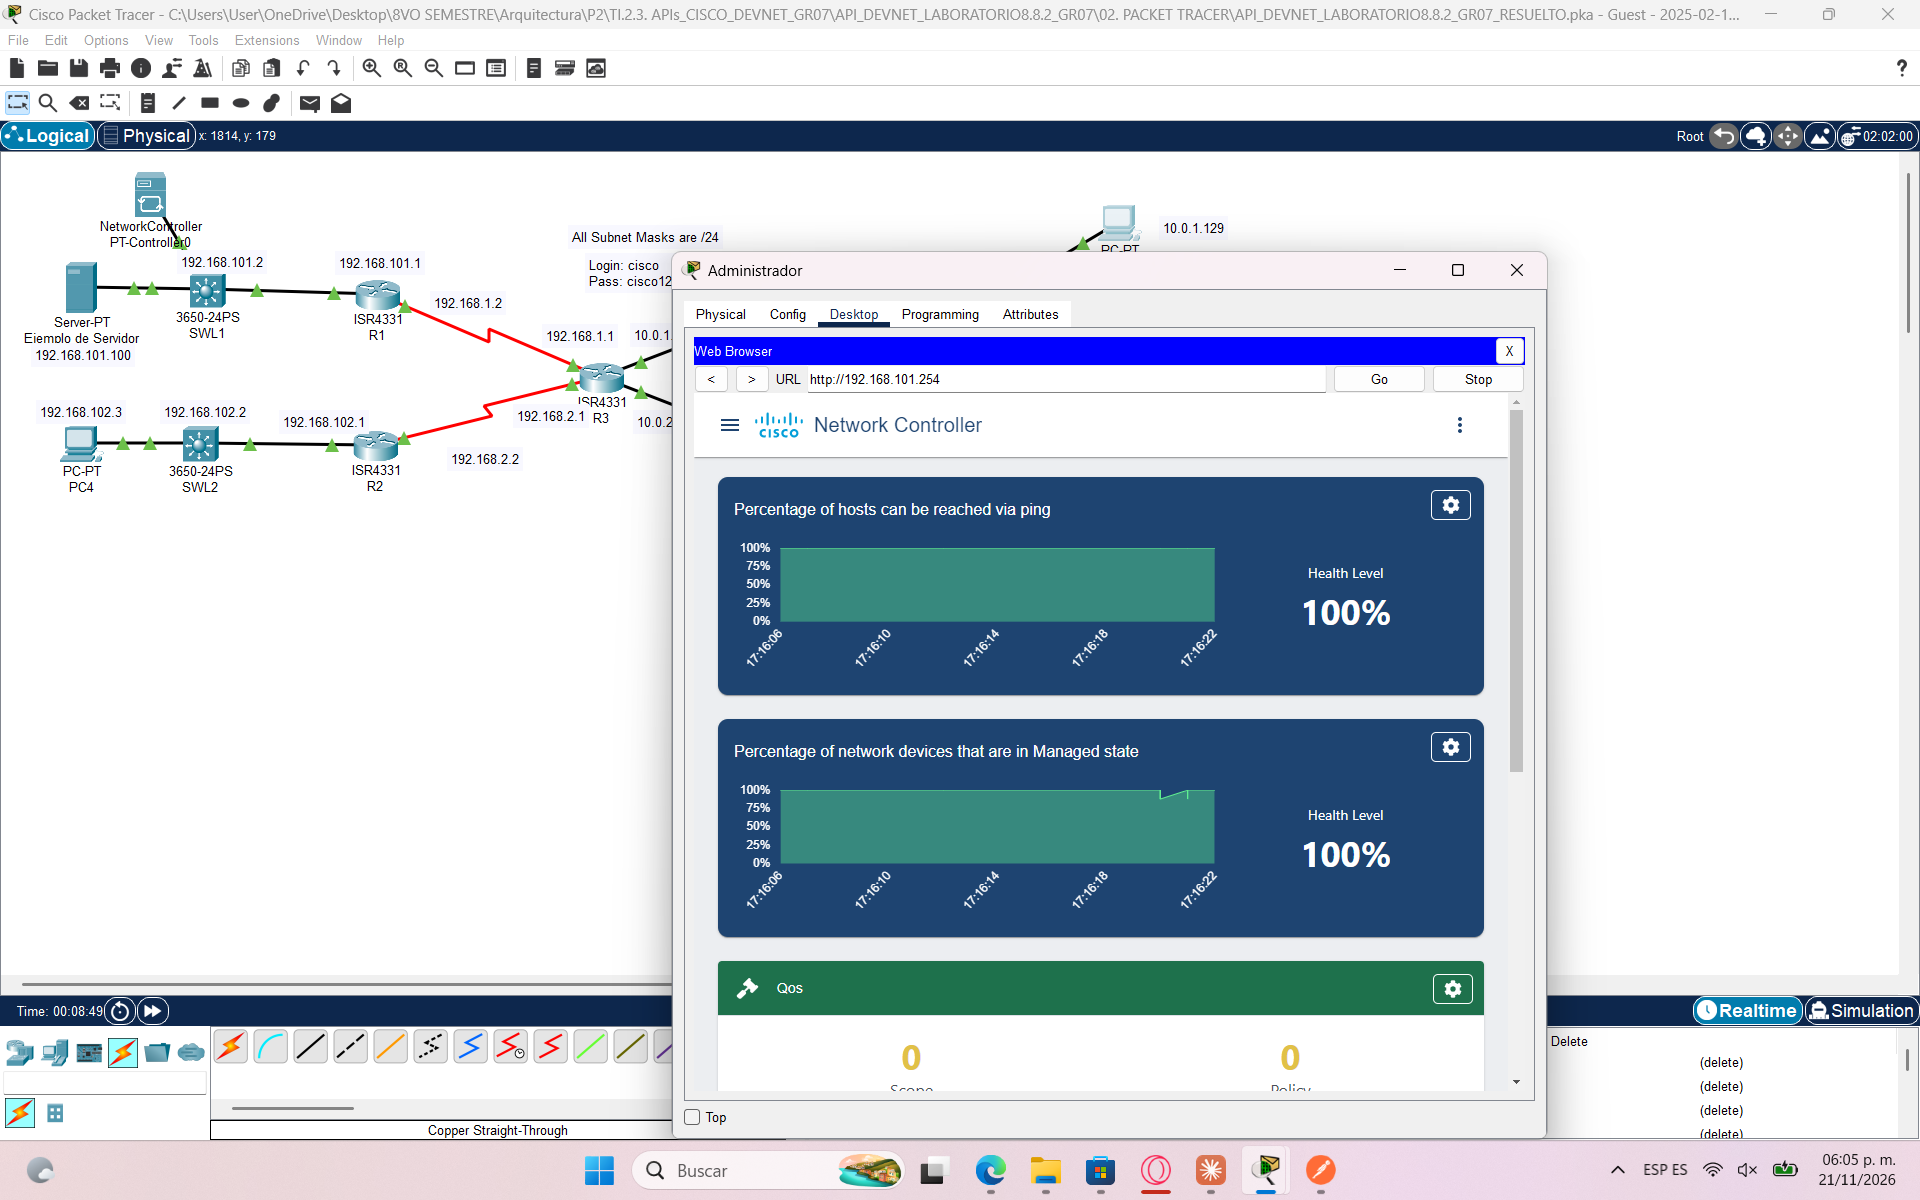 Cisco Packet Tracer - C:\Users\User\OneDrive\Desktop\8VO SEMESTRE\Arquitectura\P2\TI.2.3. APIs_CISCO_DEVNET_GR07\API_DEVNET_LABORATORIO8.8.2_GR07\02. PACKET TRACER\API_DEVNET_LABORATORIO8.8.2_GR07_RESUELTO.pka - Guest - 2025-02-1...
File Edit Options View Tools Extensions Window Help
?
Logical Physical x: 1814, y: 179
Root 02:02:00
NetworkController
PT-Controller0
192.168.101.2
192.168.101.1
Server-PT
Ejemplo de Servidor
192.168.101.100
3650-24PS
SWL1
ISR4331
R1
192.168.1.2
All Subnet Masks are /24
Login: cisco
Pass: cisco12
192.168.1.1
10.0.1.
ISR4331
R3
192.168.2.1
10.0.2
192.168.102.3
192.168.102.2
192.168.102.1
PC-PT
PC4
3650-24PS
SWL2
ISR4331
R2
192.168.2.2
10.0.1.129
PC-PT
Administrador
Physical Config Desktop Programming Attributes
Web Browser X
< > URL http://192.168.101.254 Go Stop
cisco Network Controller
Percentage of hosts can be reached via ping
100%
75%
50%
25%
0%
17:16:06 17:16:10 17:16:14 17:16:18 17:16:22
Health Level
100%
Percentage of network devices that are in Managed state
100%
75%
50%
25%
0%
17:16:06 17:16:10 17:16:14 17:16:18 17:16:22
Health Level
100%
Qos
0 0
Scope Policy
Top
Time: 00:08:49
Realtime Simulation
Copper Straight-Through
Delete
(delete)
(delete)
(delete)
(delete)
Buscar
ESP ES
06:05 p. m.
21/11/2026